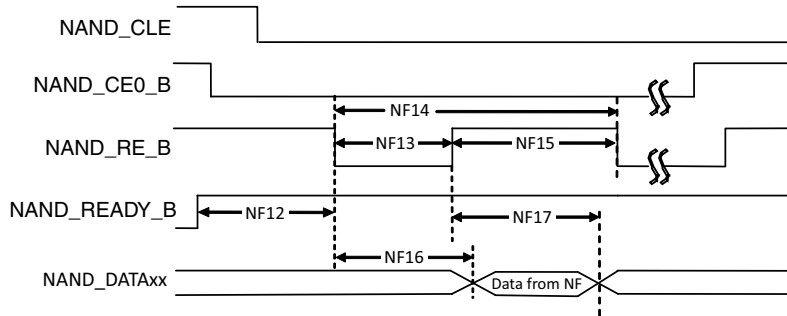 NAND_CLE
NAND_CE0_B
NF14
NAND_RE_B
NF13
NF15
NAND_READY_B
NF12
NF17
NF16
NAND_DATAxx
Data from NF